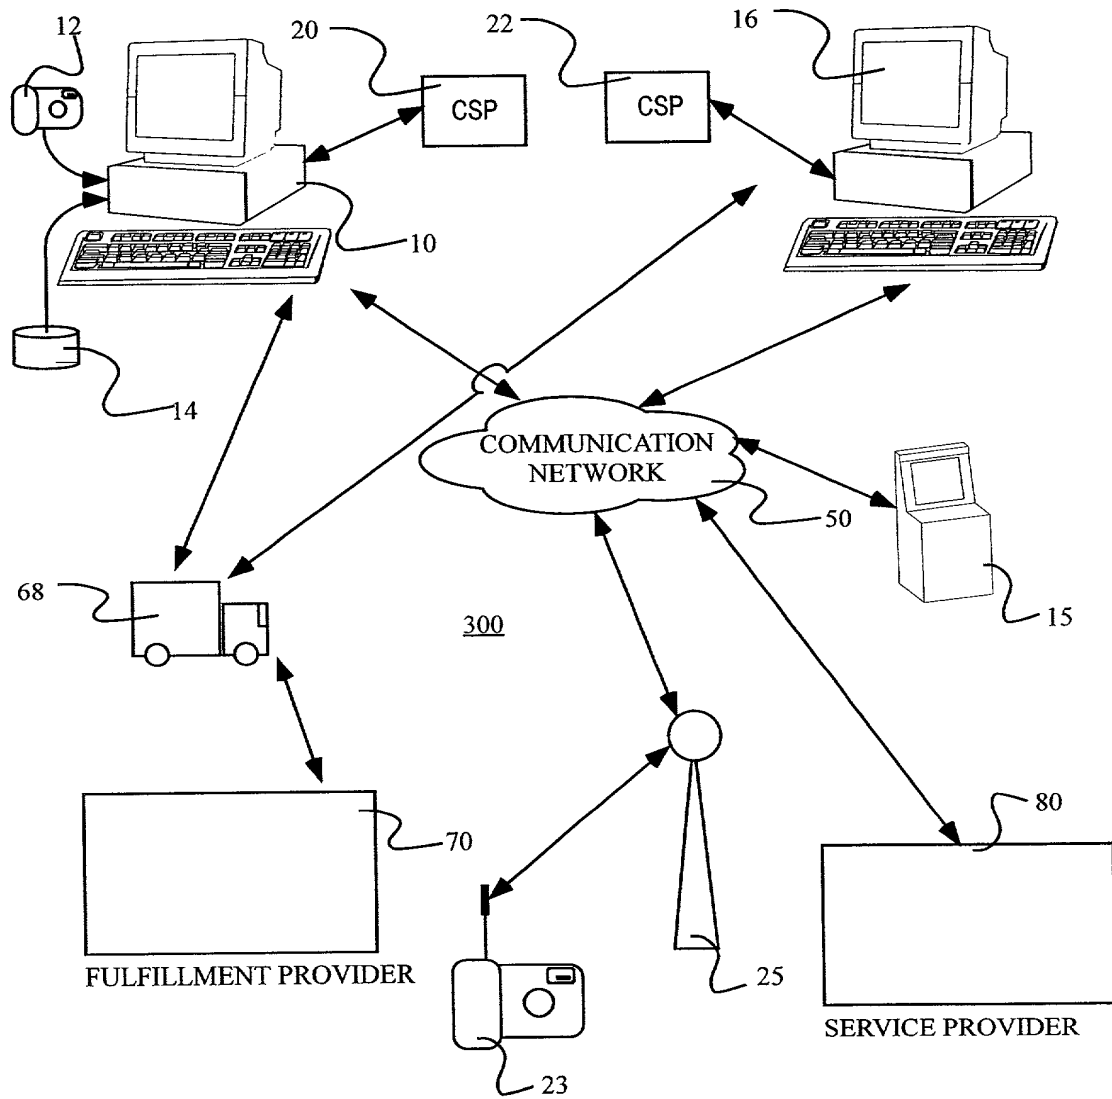 12
20
22
16
CSP
CSP
10
14
COMMUNICATION
NETWORK
50
68
300
15
70
80
FULFILLMENT PROVIDER
25
SERVICE PROVIDER
23